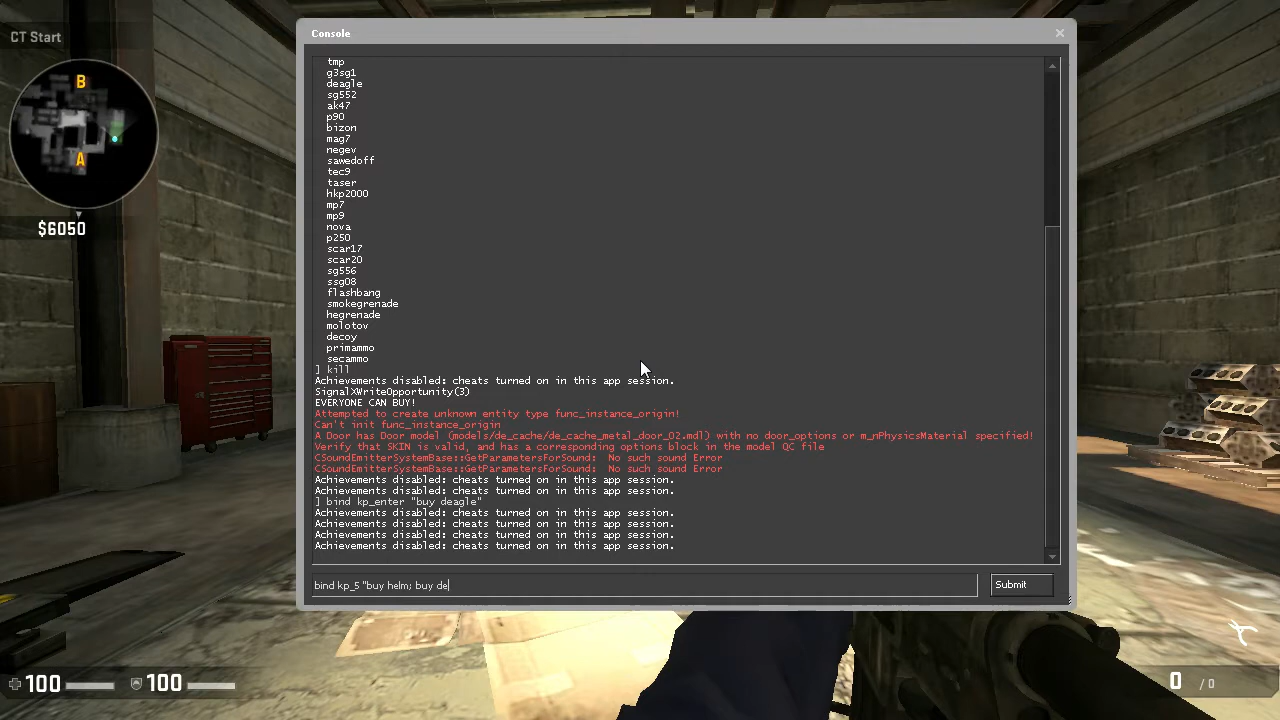 CT Start
B
A
$6050
Console
tmp
g3sg1
deagle
sg552
ak47
p90
bizon
mag7
negev
sawedoff
tec9
taser
hkp2000
mp7
mp9
nova
p250
scar17
scar20
sg556
ssg08
flashbang
smokegrenade
hegrenade
molotov
decoy
primammo
secammo
] kill
Achievements disabled: cheats turned on in this app session.
SignalXWriteOpportunity(3)
EVERYONE CAN BUY!
Attempted to create unknown entity type func_instance_origin!
Can't init func_instance_origin
A Door has Door model (models/de_cache/de_cache_metal_door_02.mdl) with no door_options or m_nPhysicsMaterial specified!
Verify that SKIN is valid, and has a corresponding options block in the model QC file
CSoundEmitterSystemBase::GetParametersForSound:  No such sound Error
CSoundEmitterSystemBase::GetParametersForSound:  No such sound Error
Achievements disabled: cheats turned on in this app session.
Achievements disabled: cheats turned on in this app session.
] bind kp_enter "buy deagle"
Achievements disabled: cheats turned on in this app session.
Achievements disabled: cheats turned on in this app session.
Achievements disabled: cheats turned on in this app session.
Achievements disabled: cheats turned on in this app session.
bind kp_5 "buy helm; buy de
Submit
100
100
0 / 0